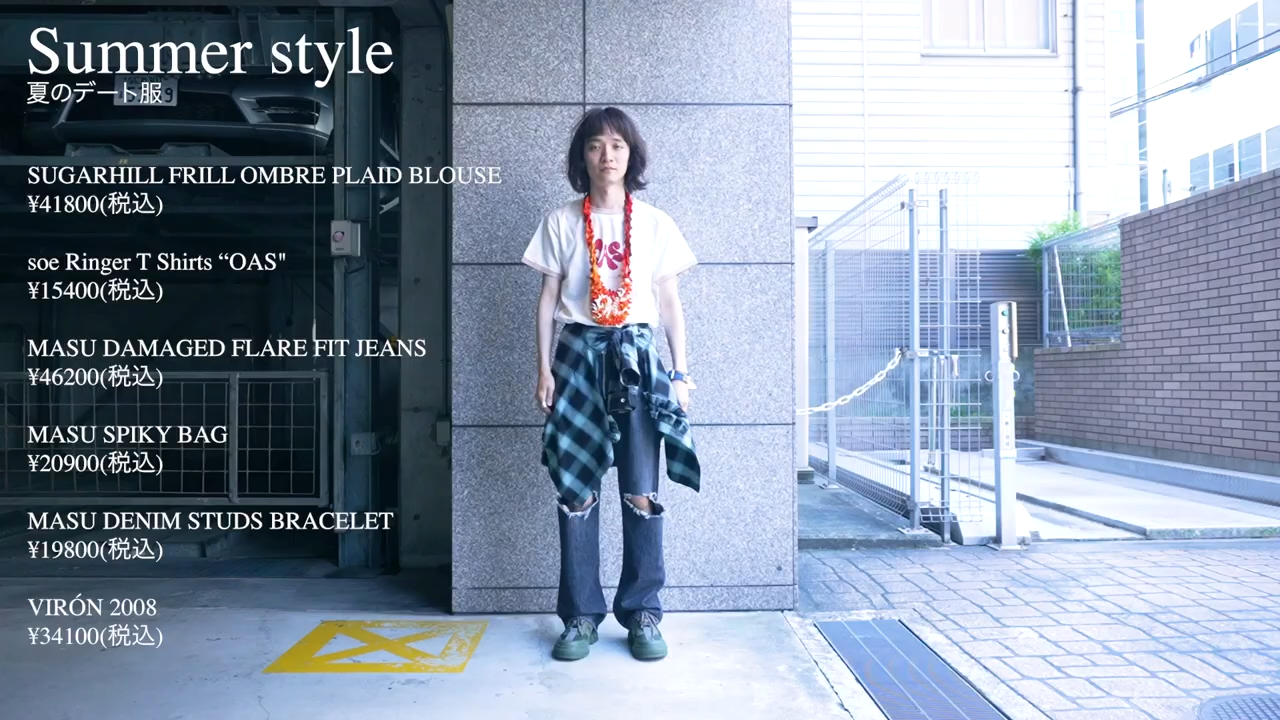 Summer style
夏のデート服
SUGARHILL FRILL OMBRE PLAID BLOUSE
¥41800(税込)
soe Ringer T Shirts “OAS"
¥15400(税込)
MASU DAMAGED FLARE FIT JEANS
¥46200(税込)
MASU SPIKY BAG
¥20900(税込)
MASU DENIM STUDS BRACELET
¥19800(税込)
VIRÓN 2008
¥34100(税込)